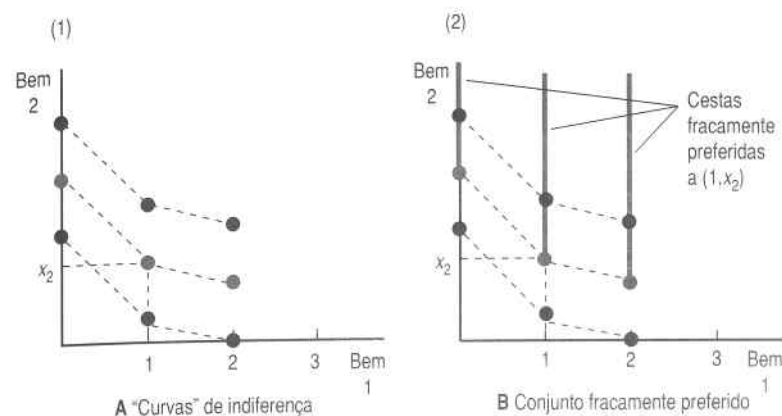 (1)
Bem
2
x₂
1
2
3
Bem
1
A "Curvas" de indiferença
(2)
Bem
2
Cestas
fracamente
preferidas
a (1,x₂)
x₂
1
2
3
Bem
1
B Conjunto fracamente preferido